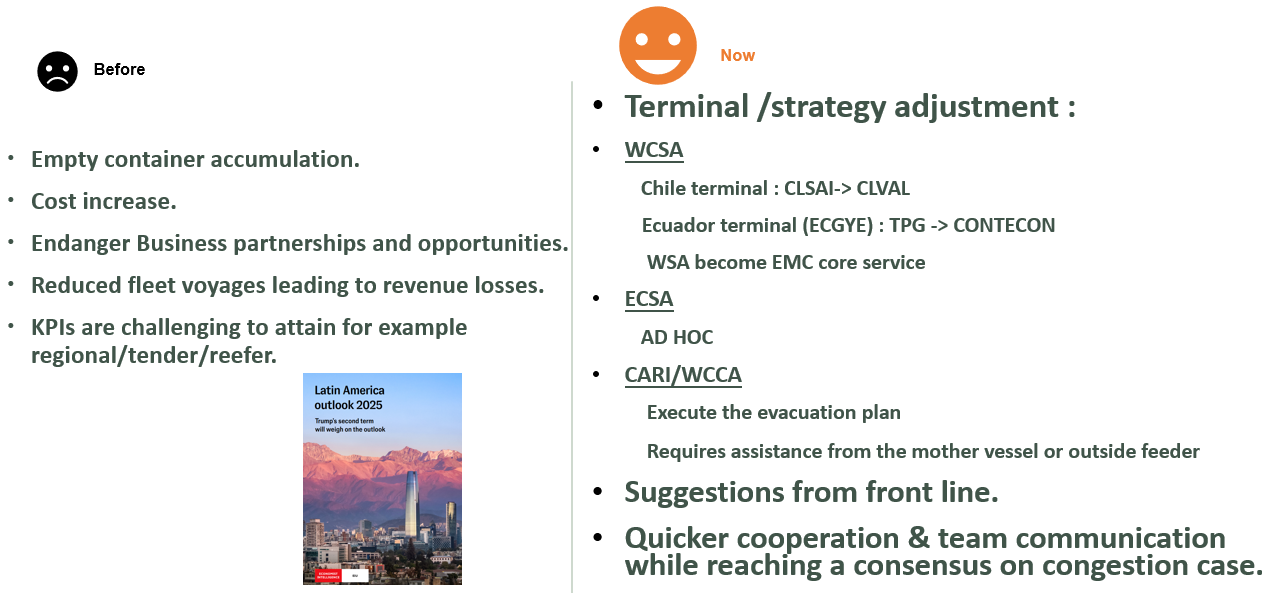 Before
Empty container accumulation.
Cost increase.
Endanger Business partnerships and opportunities.
Reduced fleet voyages leading to revenue losses.
KPIs are challenging to attain for example
regional/tender/reefer.
Latin America
outlook 2025
Trump's second term
will weigh on the outlook
ECONOMIST
INTELLIGENCE
EIU
Now
Terminal /strategy adjustment :
WCSA
Chile terminal : CLSAI-> CLVAL
Ecuador terminal (ECGYE) : TPG -> CONTECON
WSA become EMC core service
ECSA
AD HOC
CARI/WCCA
Execute the evacuation plan
Requires assistance from the mother vessel or outside feeder
Suggestions from front line.
Quicker cooperation & team communication
while reaching a consensus on congestion case.